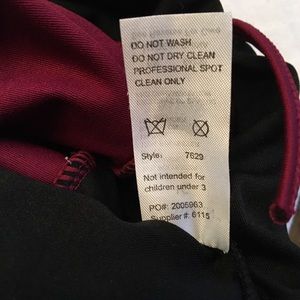 DO NOT WASH
DO NOT DRY CLEAN
PROFESSIONAL SPOT
CLEAN ONLY
Style: 7629
Not intended for
children under 3
PO#: 2005963
Supplier #: 6115